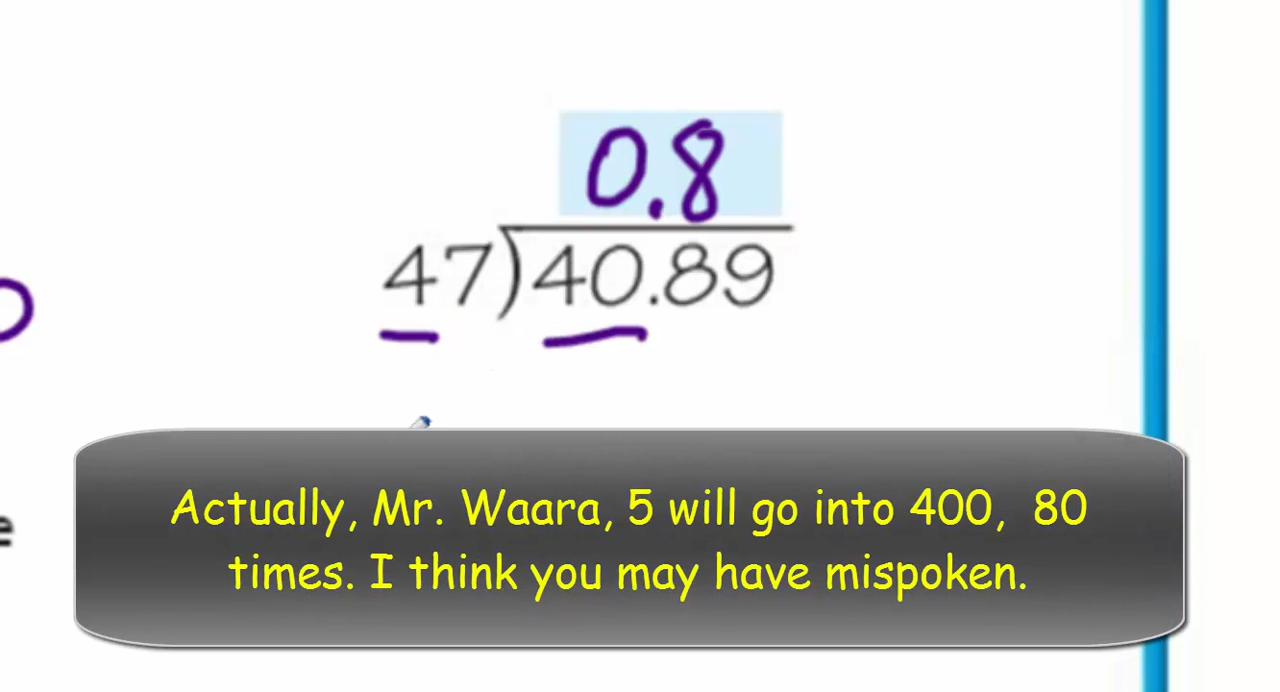 0.8
47)40.89
Actually, Mr. Waara, 5 will go into 400, 80
times. I think you may have mispoken.